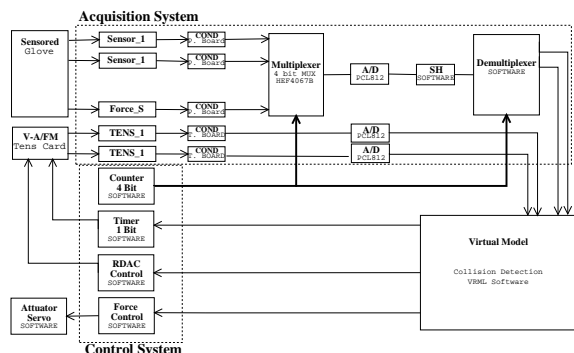 Acquisition System
Sensored
Glove
Sensor_1
COND
P. Board
Sensor_1
COND
P. Board
Force_S
COND
P. Board
Multiplexer
4 bit MUX
HEF4067B
A/D
PCL812
SH
SOFTWARE
Demultiplexer
SOFTWARE
V-A/FM
Tens Card
TENS_1
COND
T. BOARD
A/D
PCL812
TENS_1
COND
T. BOARD
A/D
PCL812
Counter
4 Bit
SOFTWARE
Timer
1 Bit
SOFTWARE
RDAC
Control
SOFTWARE
Force
Control
SOFTWARE
Attuator
Servo
SOFTWARE
Virtual Model
Collision Detection
VRML Software
Control System